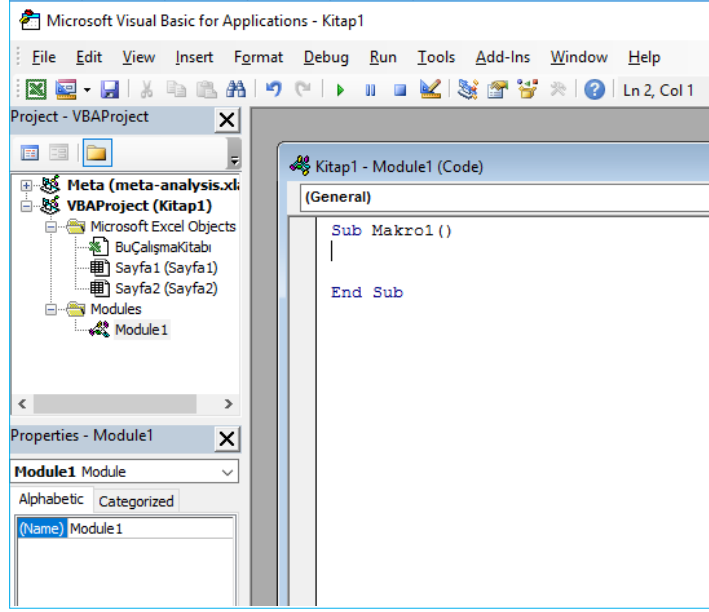 Microsoft Visual Basic for Applications - Kitap1
File Edit View Insert Format Debug Run Tools Add-Ins Window Help
Ln 2, Col 1
Project - VBAProject
Meta (meta-analysis.xla
VBAProject (Kitap1)
Microsoft Excel Objects
BuÇalışmaKitabı
Sayfa1 (Sayfa1)
Sayfa2 (Sayfa2)
Modules
Module1
Properties - Module1
Module1 Module
Alphabetic Categorized
(Name) Module1
Kitap1 - Module1 (Code)
(General)
Sub Makro1()
End Sub